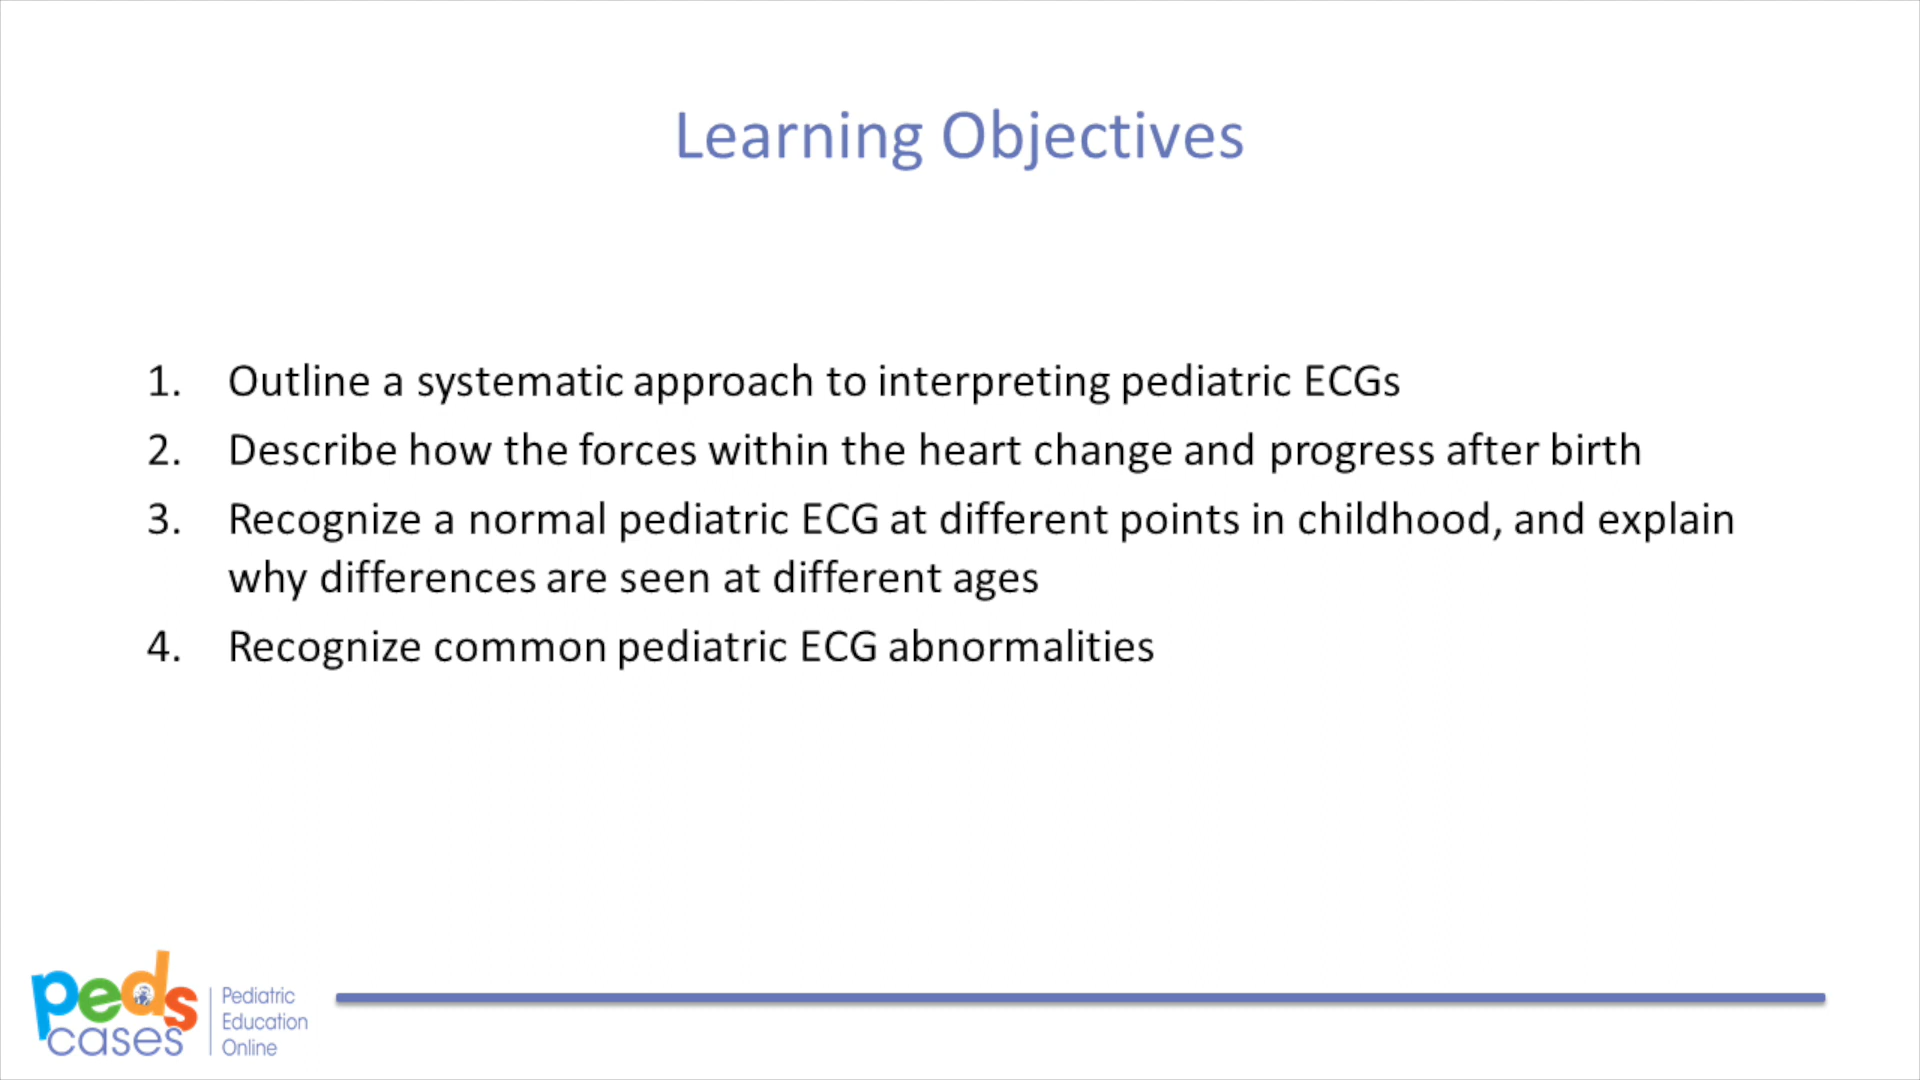 Learning Objectives
1. Outline a systematic approach to interpreting pediatric ECGs
2. Describe how the forces within the heart change and progress after birth
3. Recognize a normal pediatric ECG at different points in childhood, and explain
why differences are seen at different ages
4. Recognize common pediatric ECG abnormalities
peds
cases
Pediatric
Education
Online